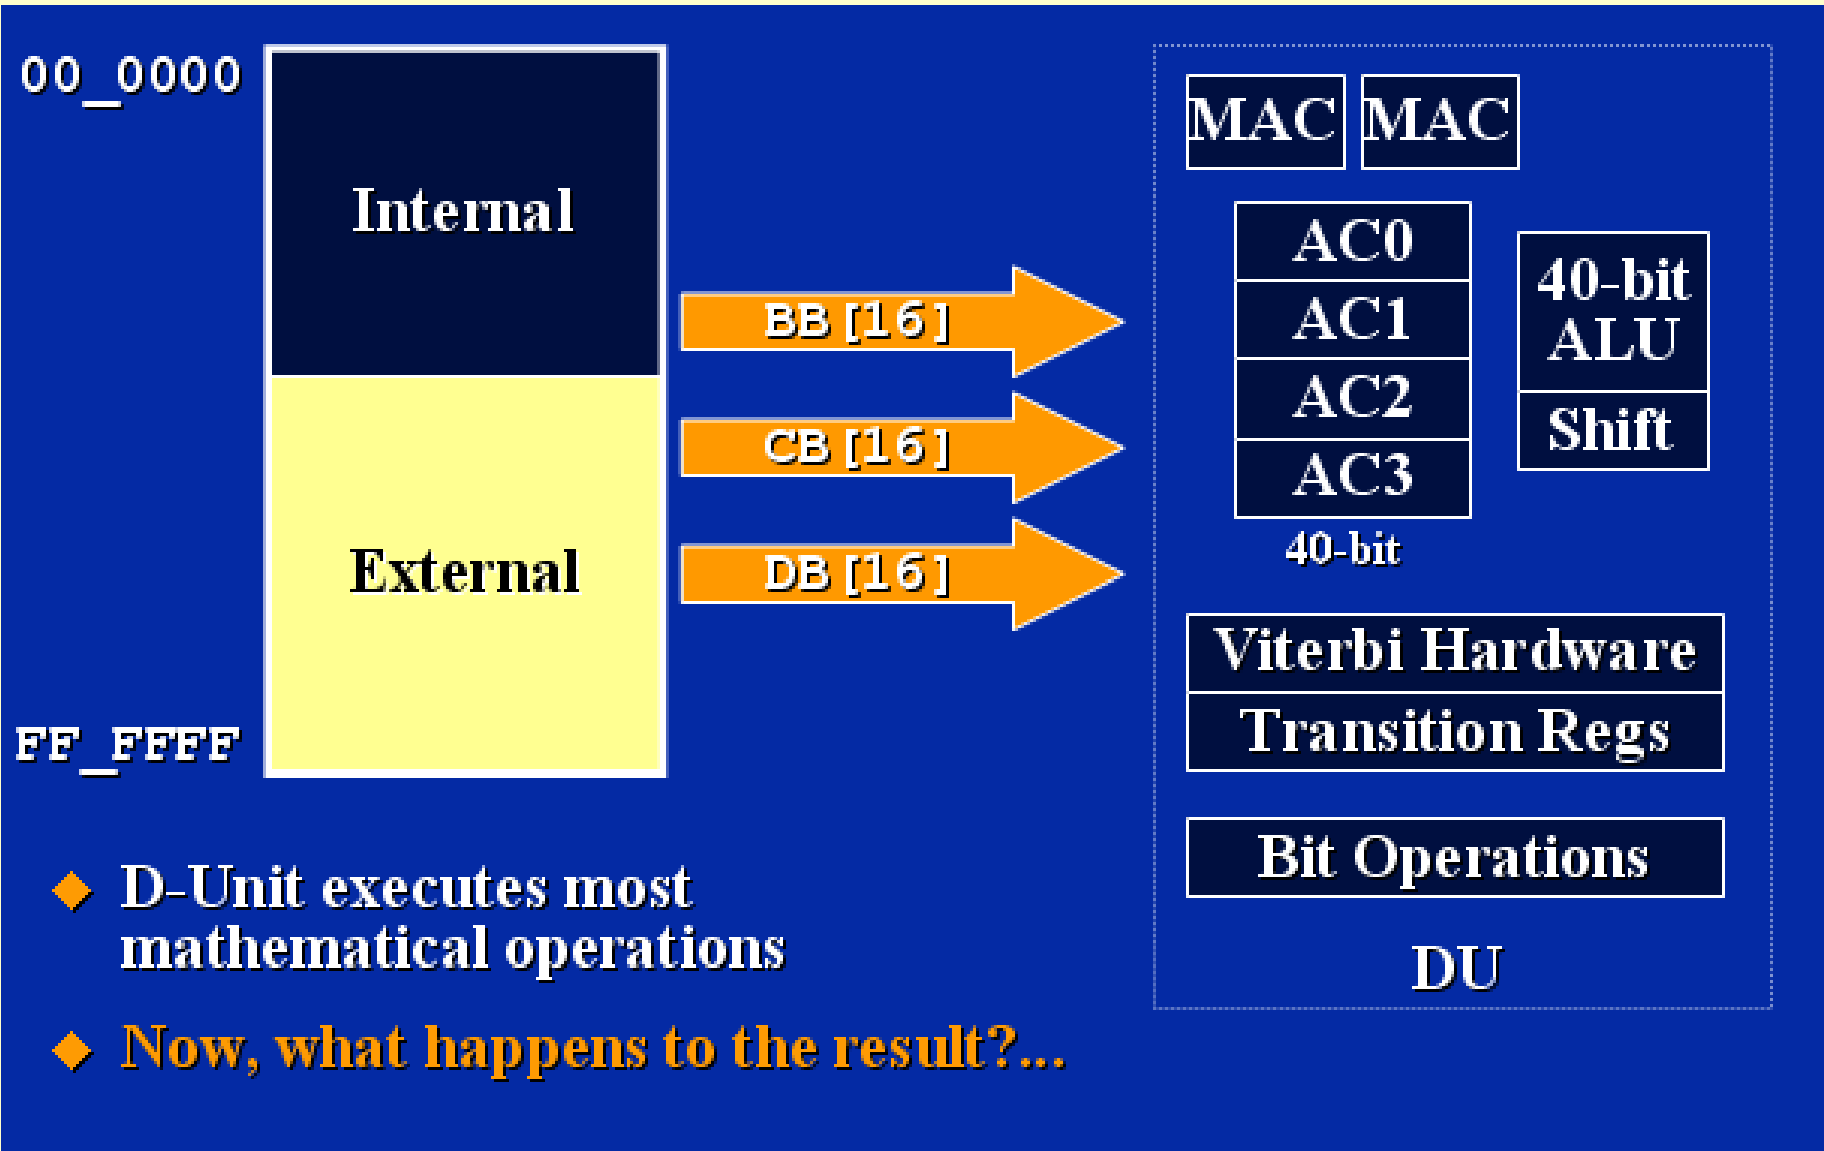 00_0000
Internal
External
FF_FFFF
BB[16]
CB[16]
DB[16]
MAC MAC
AC0
AC1
AC2
AC3
40-bit
40-bit
ALU
Shift
Viterbi Hardware
Transition Regs
Bit Operations
DU
D-Unit executes most
mathematical operations
Now, what happens to the result?...